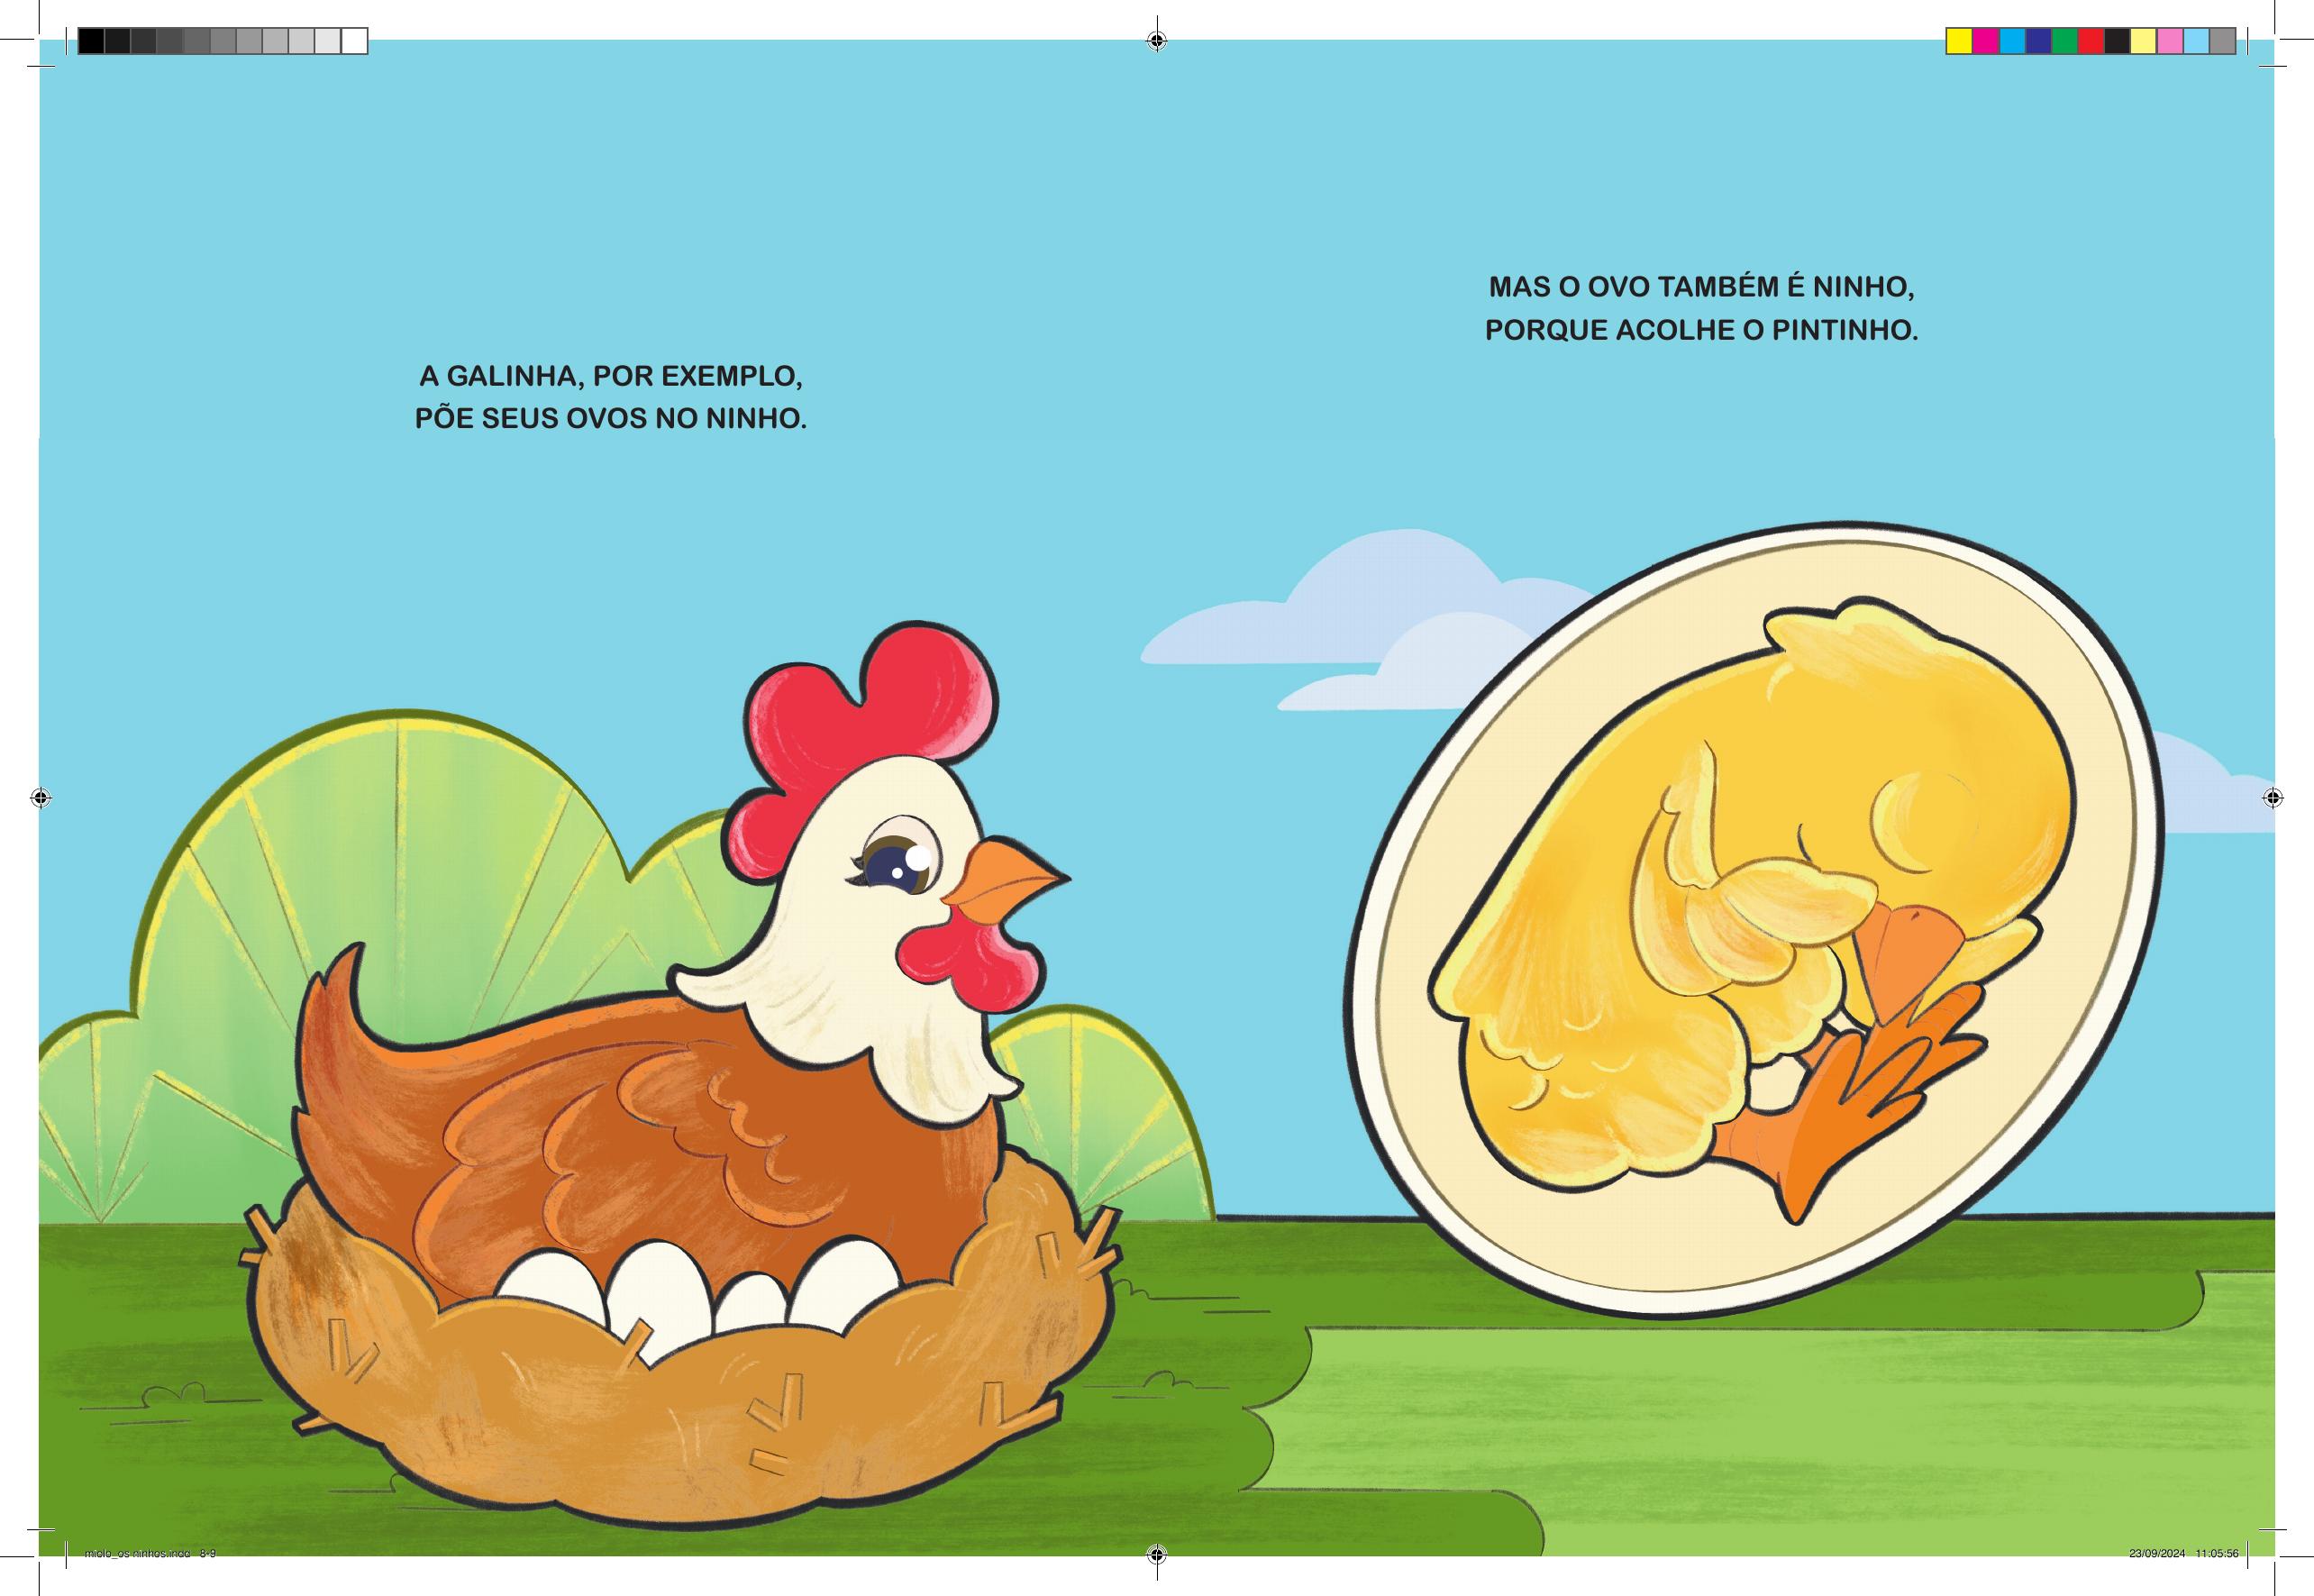 A GALINHA, POR EXEMPLO,
PÕE SEUS OVOS NO NINHO.
MAS O OVO TAMBÉM É NINHO,
PORQUE ACOLHE O PINTINHO.
miolo_os ninhos.indd 8-9
23/09/2024 11:05:56